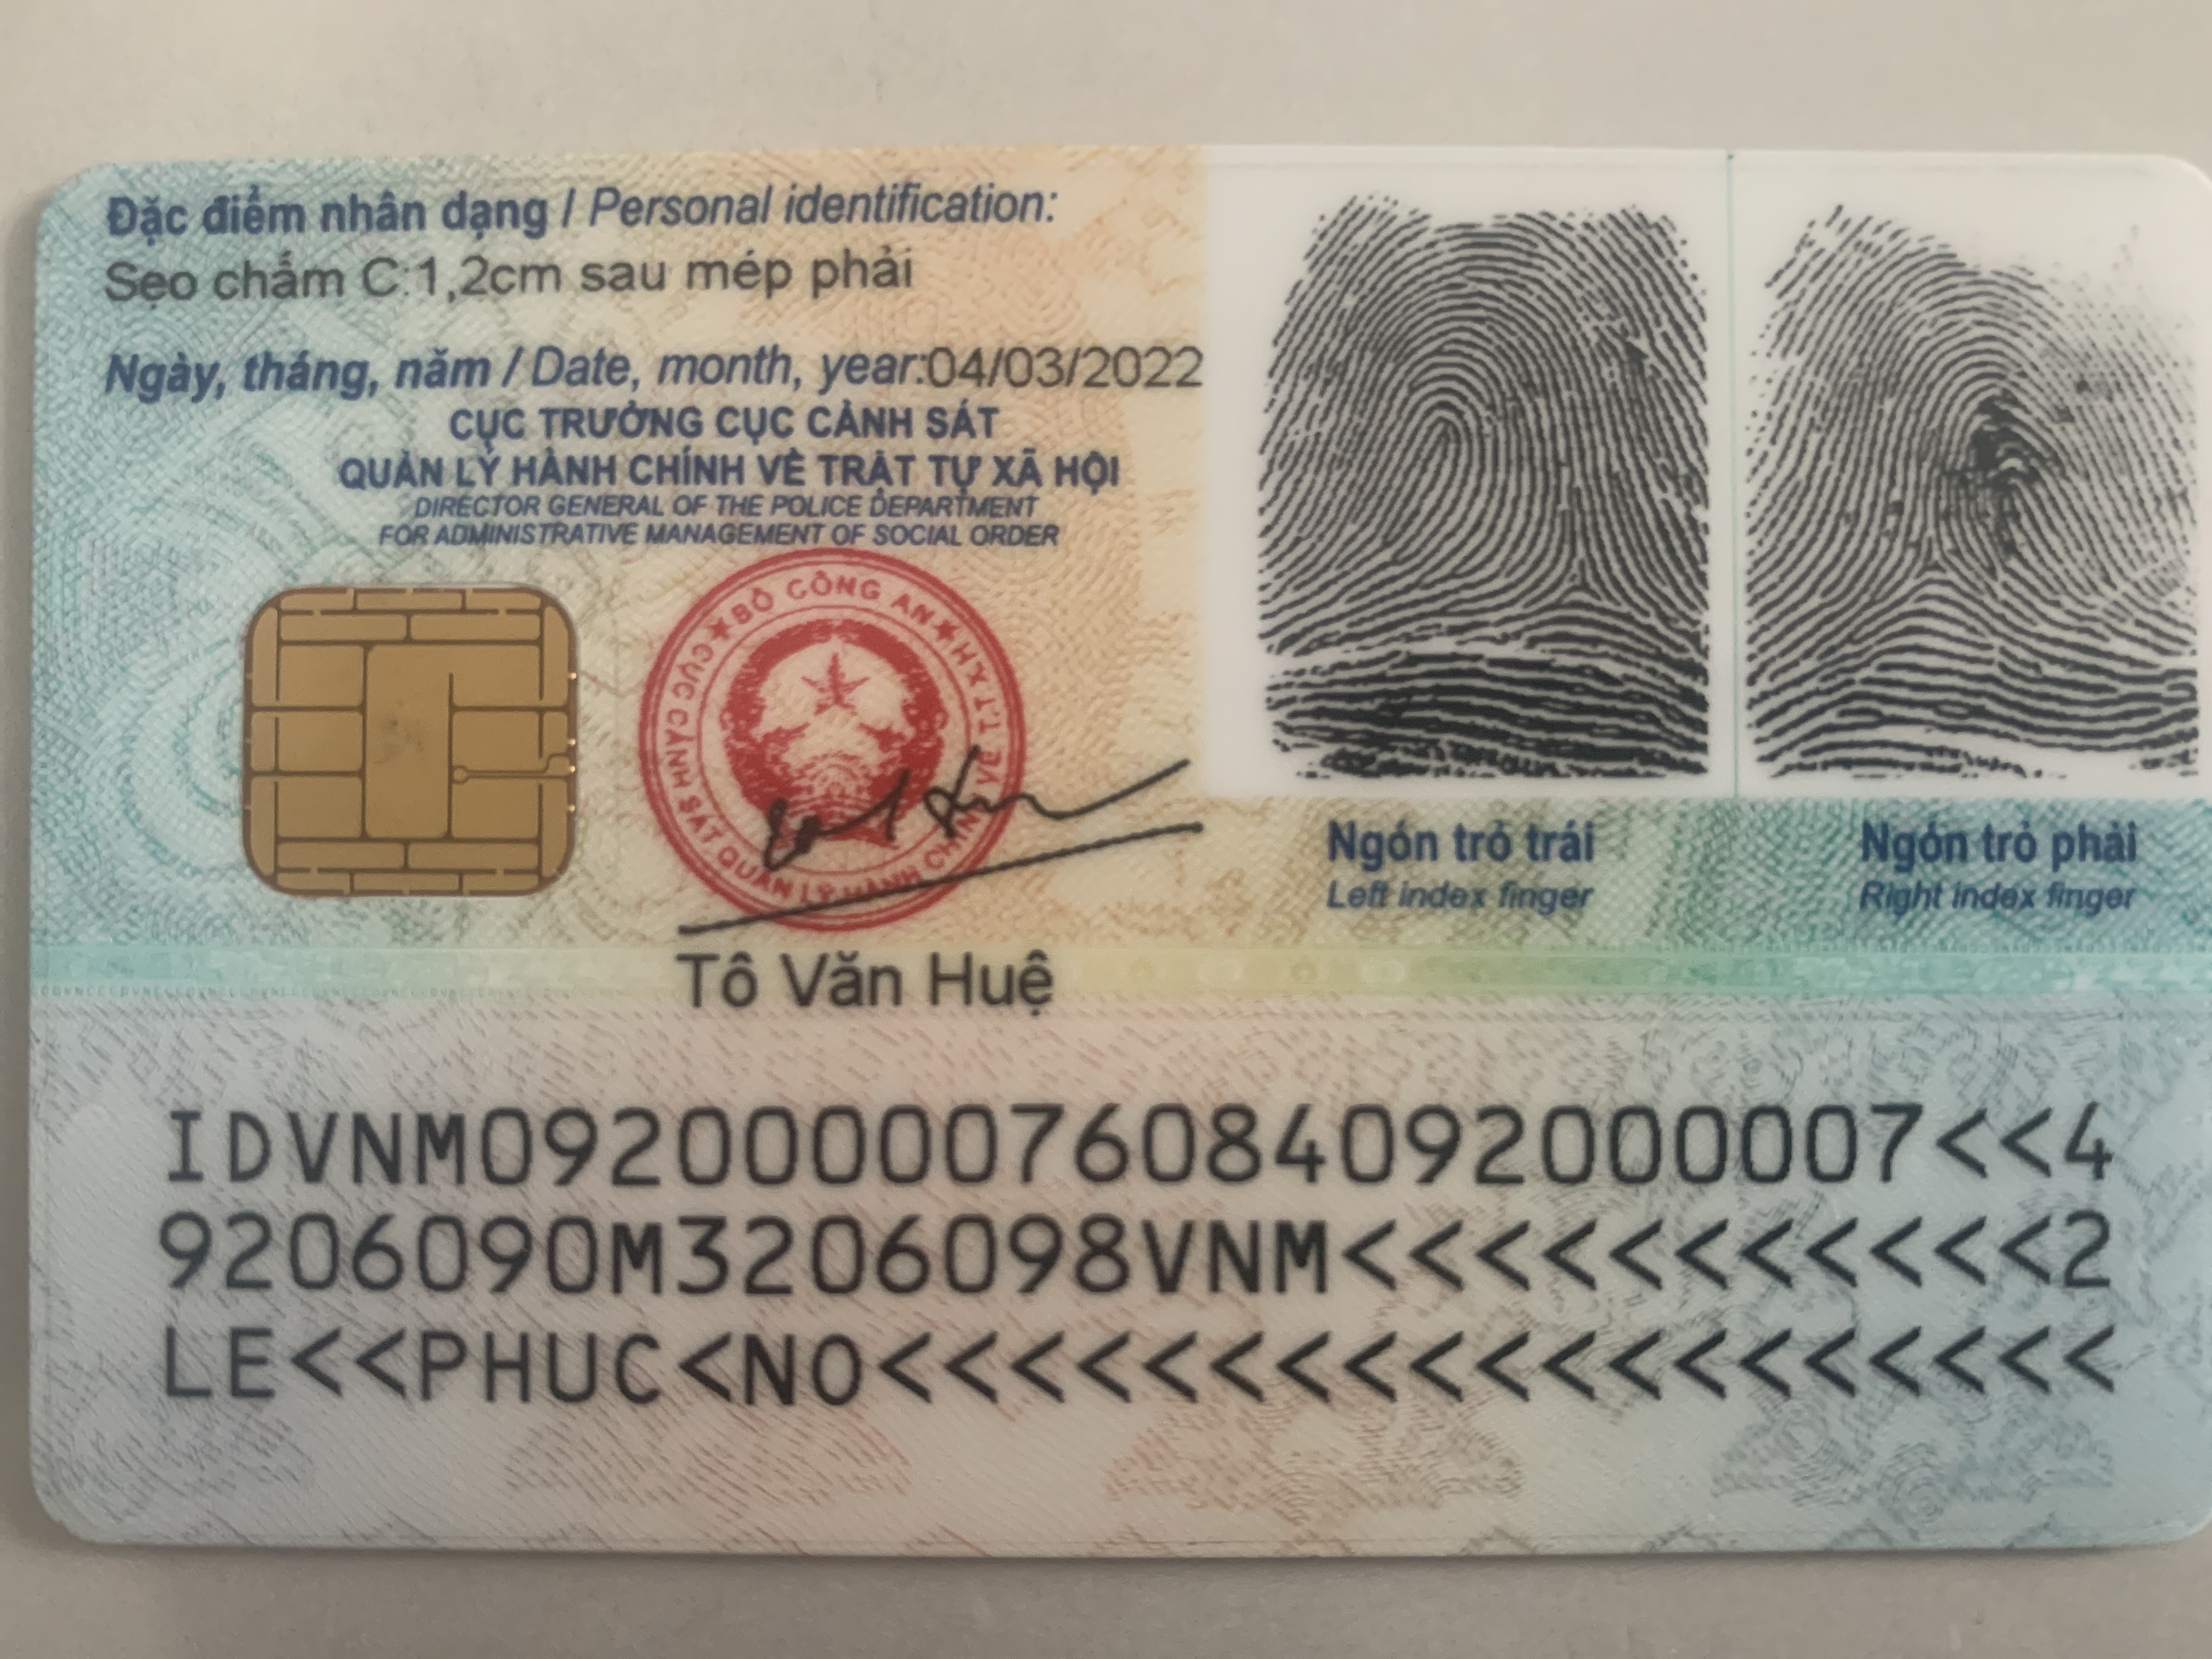 Đặc điểm nhân dạng / Personal identification:
Sẹo chấm C:1,2cm sau mép phải
Ngày, tháng, năm / Date, month, year:04/03/2022
CỤC TRƯỞNG CỤC CẢNH SÁT
QUẢN LÝ HÀNH CHÍNH VỀ TRẬT TỰ XÃ HỘI
DIRECTOR GENERAL OF THE POLICE DEPARTMENT
FOR ADMINISTRATIVE MANAGEMENT OF SOCIAL ORDER
BỘ CÔNG AN
CỤC CẢNH SÁT QUẢN LÝ HÀNH CHÍNH VỀ T.T.X.H
Tô Văn Huệ
Ngón trỏ trái
Left index finger
Ngón trỏ phải
Right index finger
IDVNM0920000076084092000007<<4
9206090M3206098VNM<<<<<<<<<<<2
LE<<PHUC<NO<<<<<<<<<<<<<<<<<<<